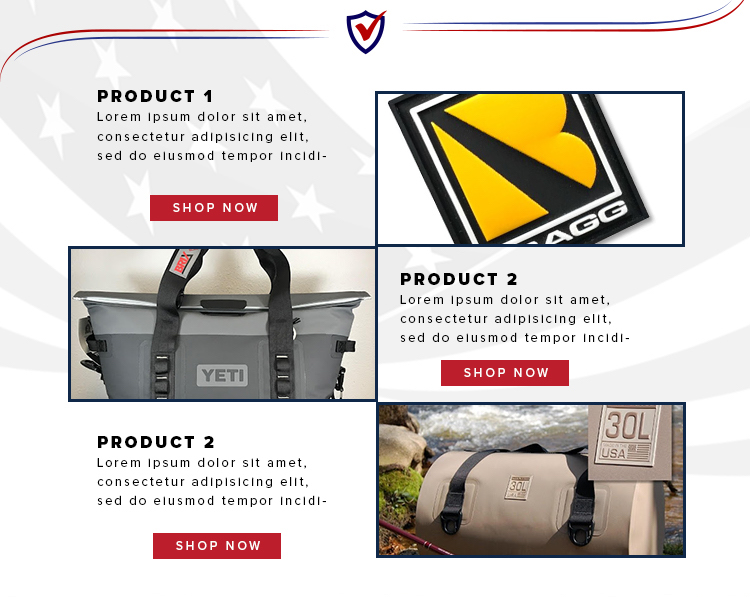 PRODUCT 1
Lorem ipsum dolor sit amet,
consectetur adipisicing elit,
sed do eiusmod tempor incidi-
SHOP NOW
AGG
BRIX
YETI
PRODUCT 2
Lorem ipsum dolor sit amet,
consectetur adipisicing elit,
sed do eiusmod tempor incidi-
SHOP NOW
PRODUCT 2
Lorem ipsum dolor sit amet,
consectetur adipisicing elit,
sed do eiusmod tempor incidi-
SHOP NOW
30L
USA
30L